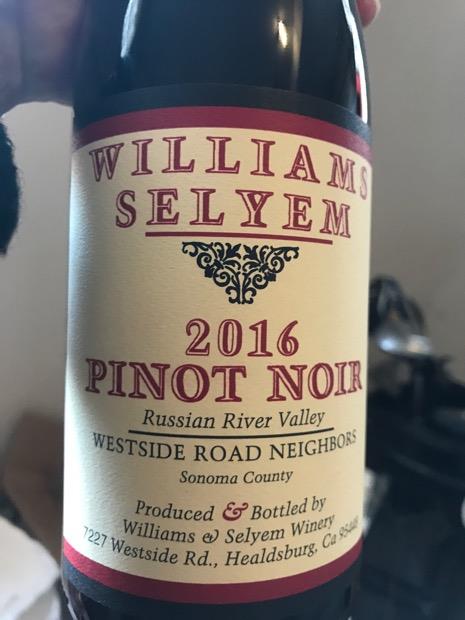 WILLIAMS
SELYEM
2016
PINOT NOIR
Russian River Valley
WESTSIDE ROAD NEIGHBORS
Sonoma County
Produced & Bottled by
Williams & Selyem Winery
7227 Westside Rd., Healdsburg, Ca 95448